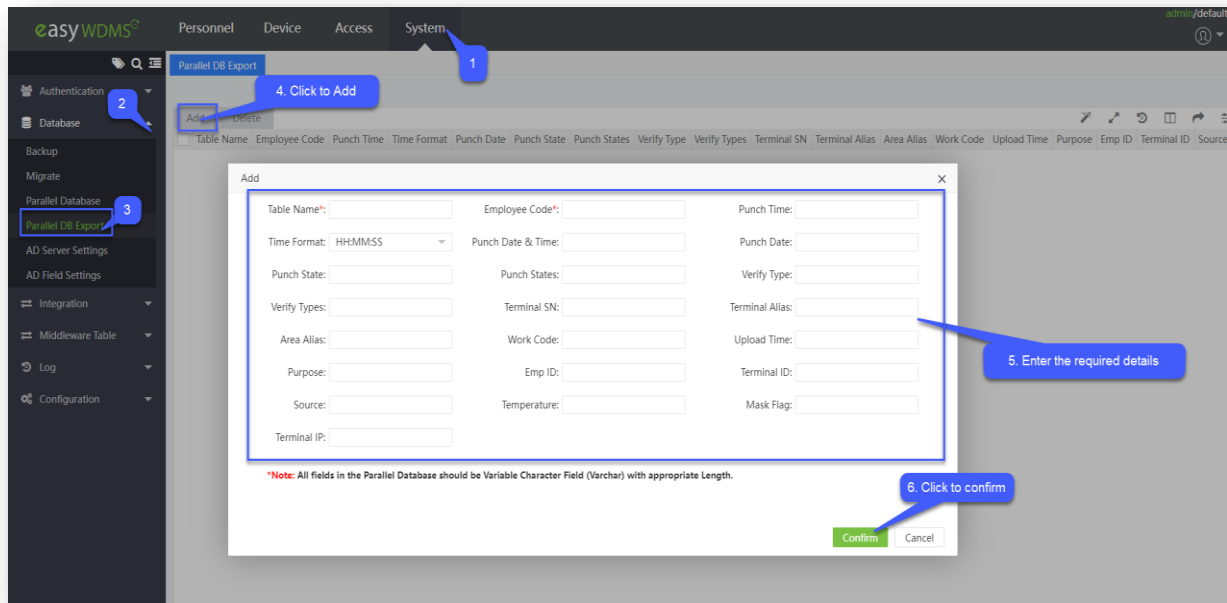 easy WDMS
Personnel Device Access System
admin/default
1
Parallel DB Export
Authentication
2
4. Click to Add
Database
Add Delete
Table Name Employee Code Punch Time Time Format Punch Date Punch State Punch States Verify Type Verify Types Terminal SN Terminal Alias Area Alias Work Code Upload Time Purpose Emp ID Terminal ID Source
Backup
Migrate
Parallel Database
3
Parallel DB Export
AD Server Settings
AD Field Settings
Integration
Middleware Table
Log
Configuration
Add
Table Name*: Employee Code*: Punch Time:
Time Format: HH:MM:SS Punch Date & Time: Punch Date:
Punch State: Punch States: Verify Type:
Verify Types: Terminal SN: Terminal Alias:
Area Alias: Work Code: Upload Time:
Purpose: Emp ID: Terminal ID:
Source: Temperature: Mask Flag:
Terminal IP:
5. Enter the required details
*Note: All fields in the Parallel Database should be Variable Character Field (Varchar) with appropriate Length.
6. Click to confirm
Confirm Cancel